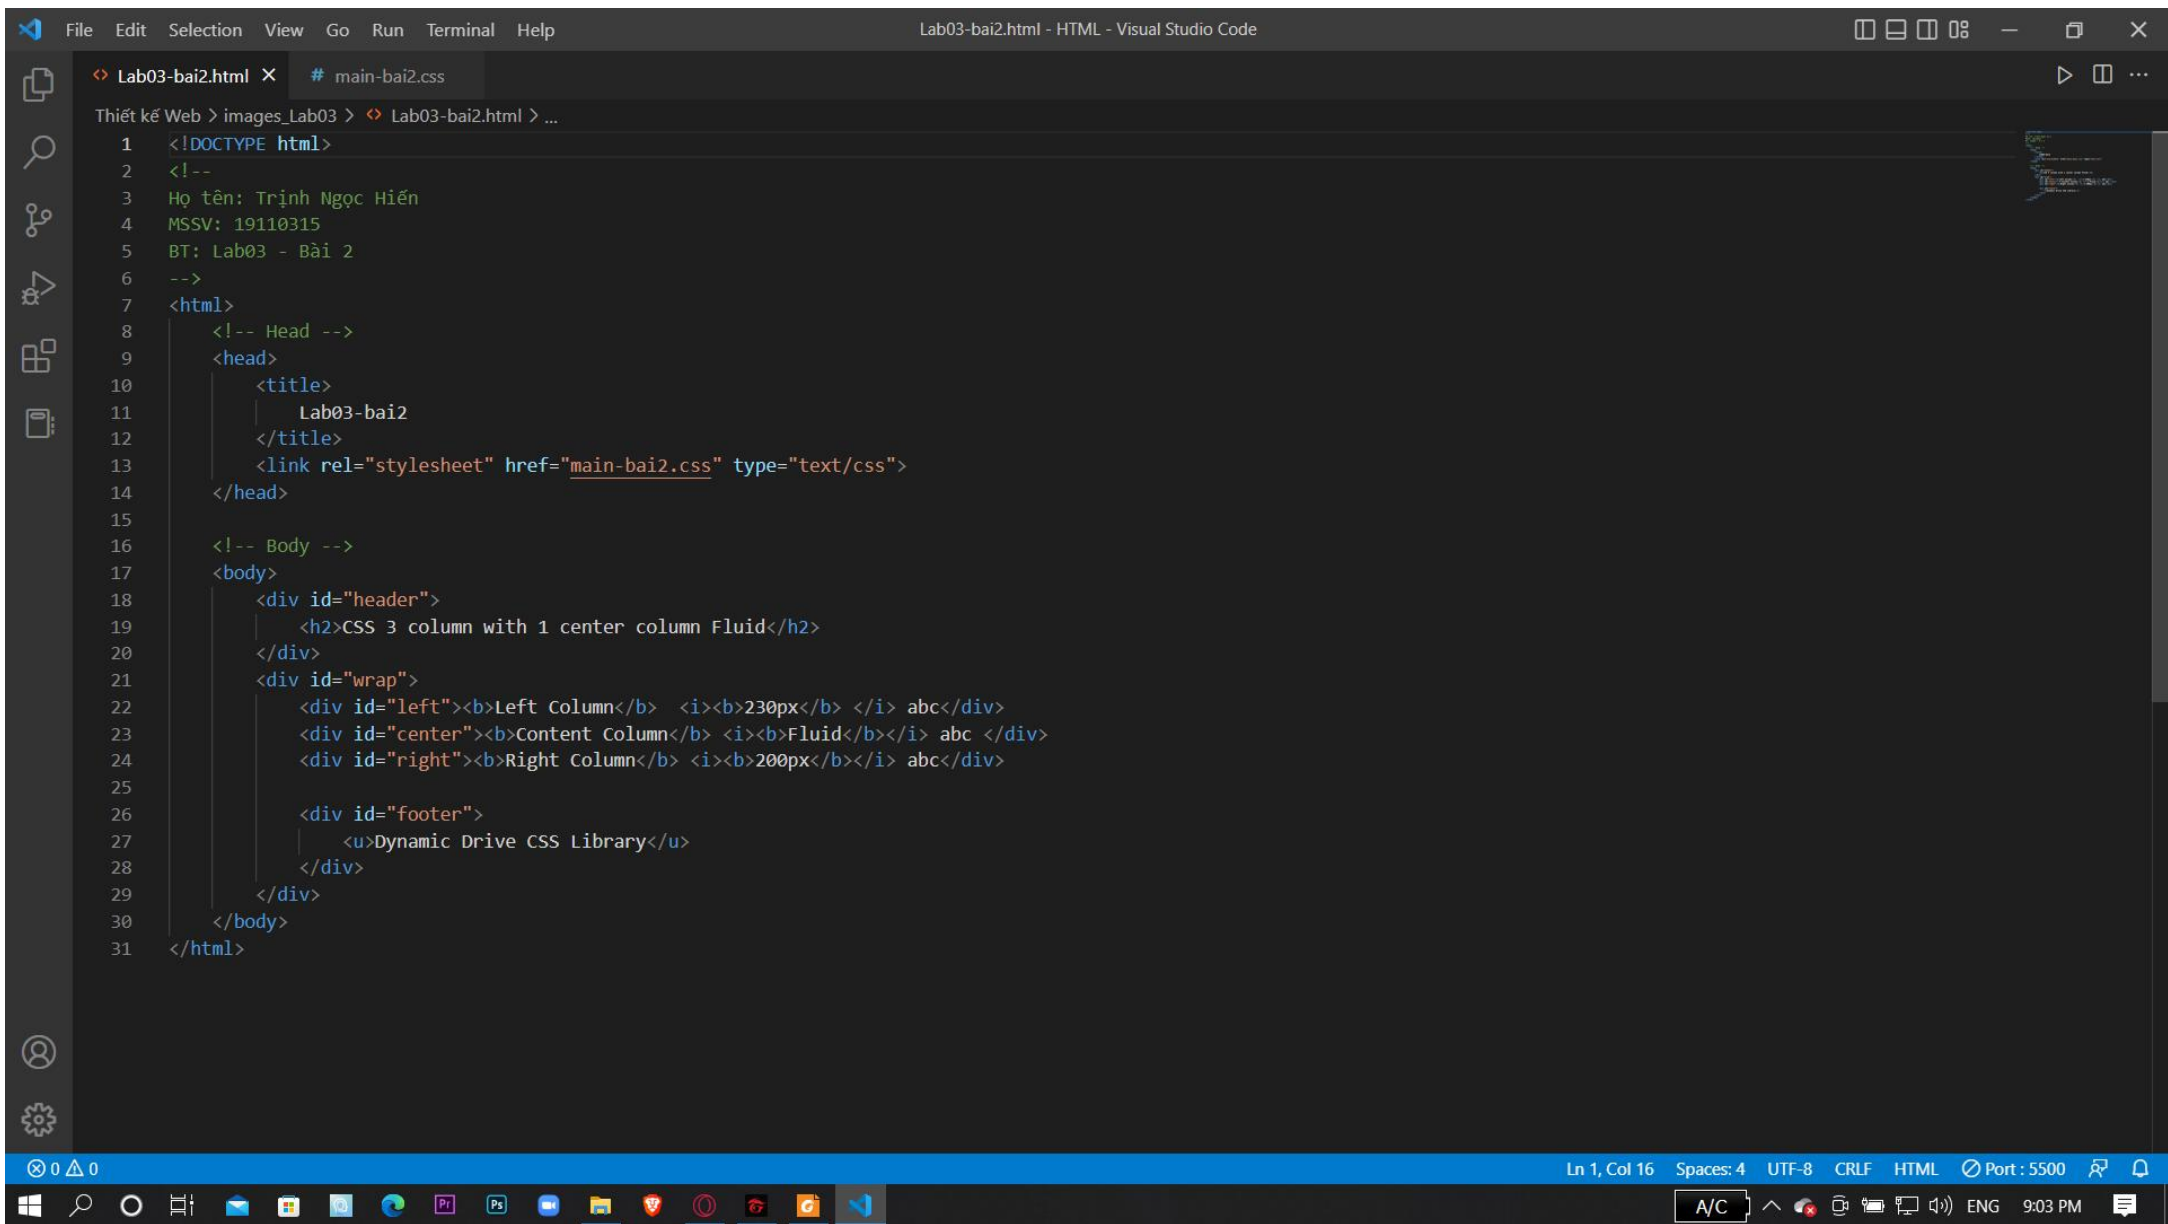 File Edit Selection View Go Run Terminal Help Lab03-bai2.html - HTML - Visual Studio Code
Lab03-bai2.html # main-bai2.css
Thiết kế Web > images_Lab03 > Lab03-bai2.html > ...
1 <!DOCTYPE html>
2 <!--
3 Họ tên: Trịnh Ngọc Hiến
4 MSSV: 19110315
5 BT: Lab03 - Bài 2
6 -->
7 <html>
8 <!-- Head -->
9 <head>
10 <title>
11 Lab03-bai2
12 </title>
13 <link rel="stylesheet" href="main-bai2.css" type="text/css">
14 </head>
15
16 <!-- Body -->
17 <body>
18 <div id="header">
19 <h2>CSS 3 column with 1 center column Fluid</h2>
20 </div>
21 <div id="wrap">
22 <div id="left"><b>Left Column</b>  <i><b>230px</b> </i> abc</div>
23 <div id="center"><b>Content Column</b> <i><b>Fluid</b></i> abc </div>
24 <div id="right"><b>Right Column</b> <i><b>200px</b></i> abc</div>
25
26 <div id="footer">
27 <u>Dynamic Drive CSS Library</u>
28 </div>
29 </div>
30 </body>
31 </html>
0 0 Ln 1, Col 16 Spaces: 4 UTF-8 CRLF HTML Port : 5500
Pr Ps A/C ENG 9:03 PM